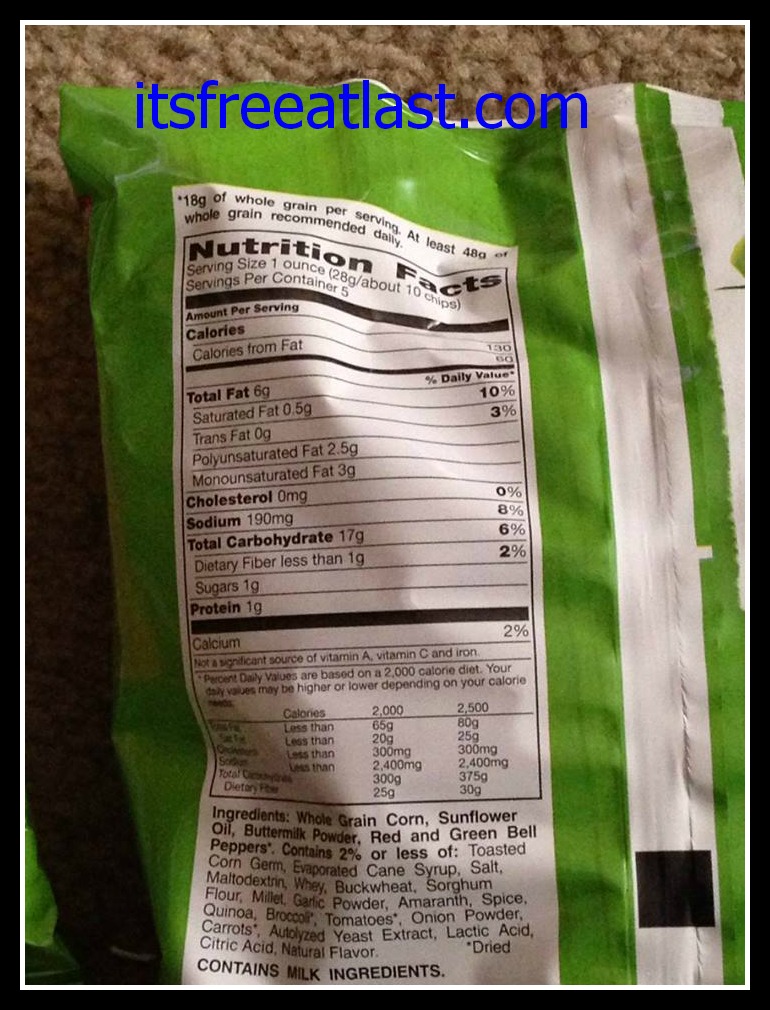 itsfreeatlast.com
*18g of whole grain per serving. At least 48g of
whole grain recommended daily.
Nutrition Facts
Serving Size 1 ounce (28g/about 10 chips)
Servings Per Container 5
Amount Per Serving
Calories 130
Calories from Fat 60
% Daily Value*
Total Fat 6g 10%
Saturated Fat 0.5g 3%
Trans Fat 0g
Polyunsaturated Fat 2.5g
Monounsaturated Fat 3g
Cholesterol 0mg 0%
Sodium 190mg 8%
Total Carbohydrate 17g 6%
Dietary Fiber less than 1g 2%
Sugars 1g
Protein 1g
Calcium 2%
Not a significant source of vitamin A, vitamin C and iron.
*Percent Daily Values are based on a 2,000 calorie diet. Your
daily values may be higher or lower depending on your calorie
needs:
Calories 2,000 2,500
Total Fat Less than 65g 80g
Sat Fat Less than 20g 25g
Cholesterol Less than 300mg 300mg
Sodium Less than 2,400mg 2,400mg
Total Carbohydrate 300g 375g
Dietary Fiber 25g 30g
Ingredients: Whole Grain Corn, Sunflower
Oil, Buttermilk Powder, Red and Green Bell
Peppers*. Contains 2% or less of: Toasted
Corn Germ, Evaporated Cane Syrup, Salt,
Maltodextrin, Whey, Buckwheat, Sorghum
Flour, Millet, Garlic Powder, Amaranth, Spice,
Quinoa, Broccoli*, Tomatoes*, Onion Powder,
Carrots*, Autolyzed Yeast Extract, Lactic Acid,
Citric Acid, Natural Flavor. *Dried
CONTAINS MILK INGREDIENTS.